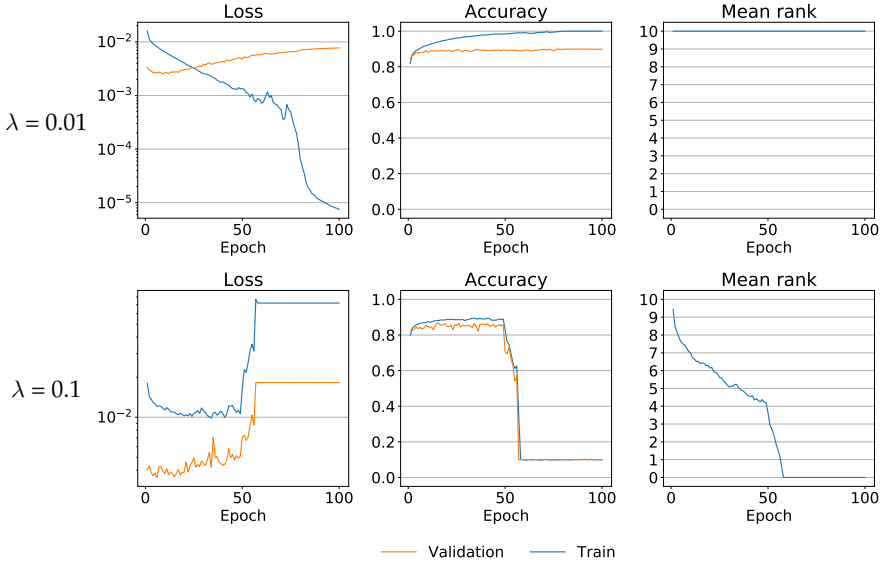 Loss Accuracy Mean rank
λ = 0.01
10⁻²
10⁻³
10⁻⁴
10⁻⁵
0 50 100
Epoch
1.0
0.8
0.6
0.4
0.2
0.0
0 50 100
Epoch
10
9
8
7
6
5
4
3
2
1
0
0 50 100
Epoch
Loss Accuracy Mean rank
λ = 0.1
10⁻²
0 50 100
Epoch
1.0
0.8
0.6
0.4
0.2
0.0
0 50 100
Epoch
10
9
8
7
6
5
4
3
2
1
0
0 50 100
Epoch
Validation Train